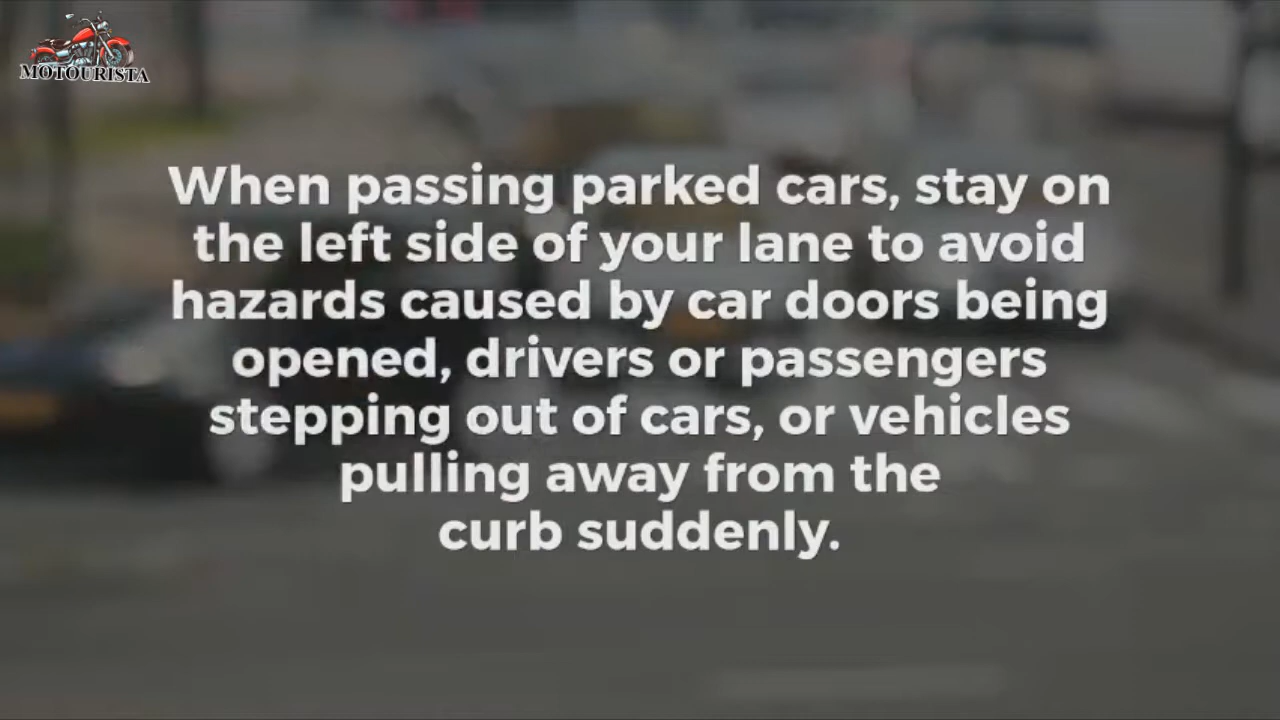 MOTOURISTA
When passing parked cars, stay on
the left side of your lane to avoid
hazards caused by car doors being
opened, drivers or passengers
stepping out of cars, or vehicles
pulling away from the
curb suddenly.